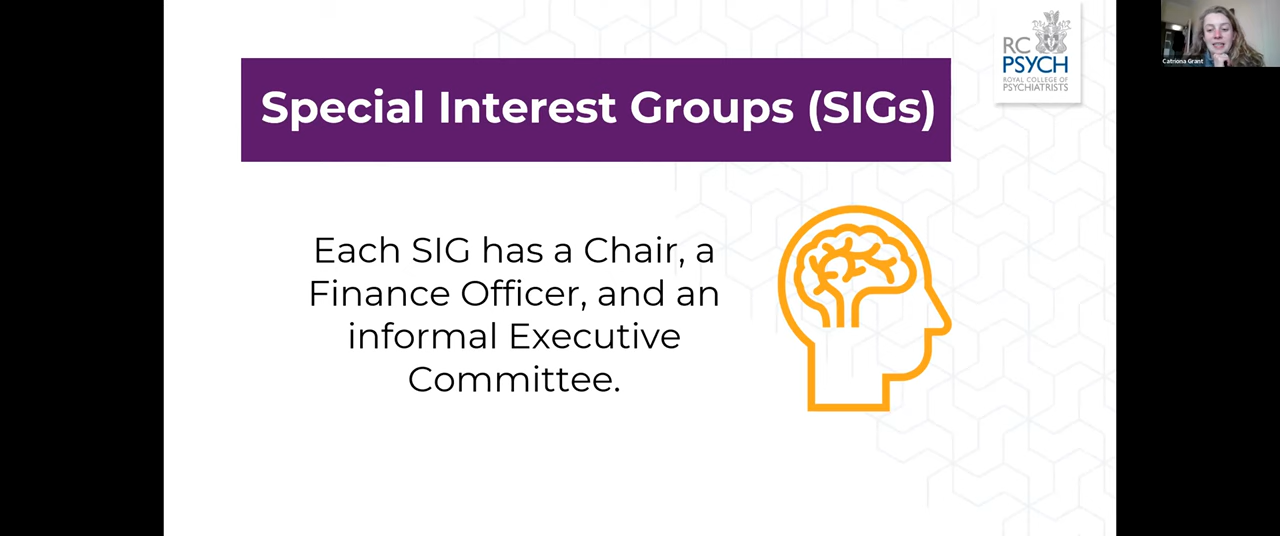 Special Interest Groups (SIGs)
RC
PSYCH
ROYAL COLLEGE OF
PSYCHIATRISTS
Catriona Grant
Each SIG has a Chair, a
Finance Officer, and an
informal Executive
Committee.